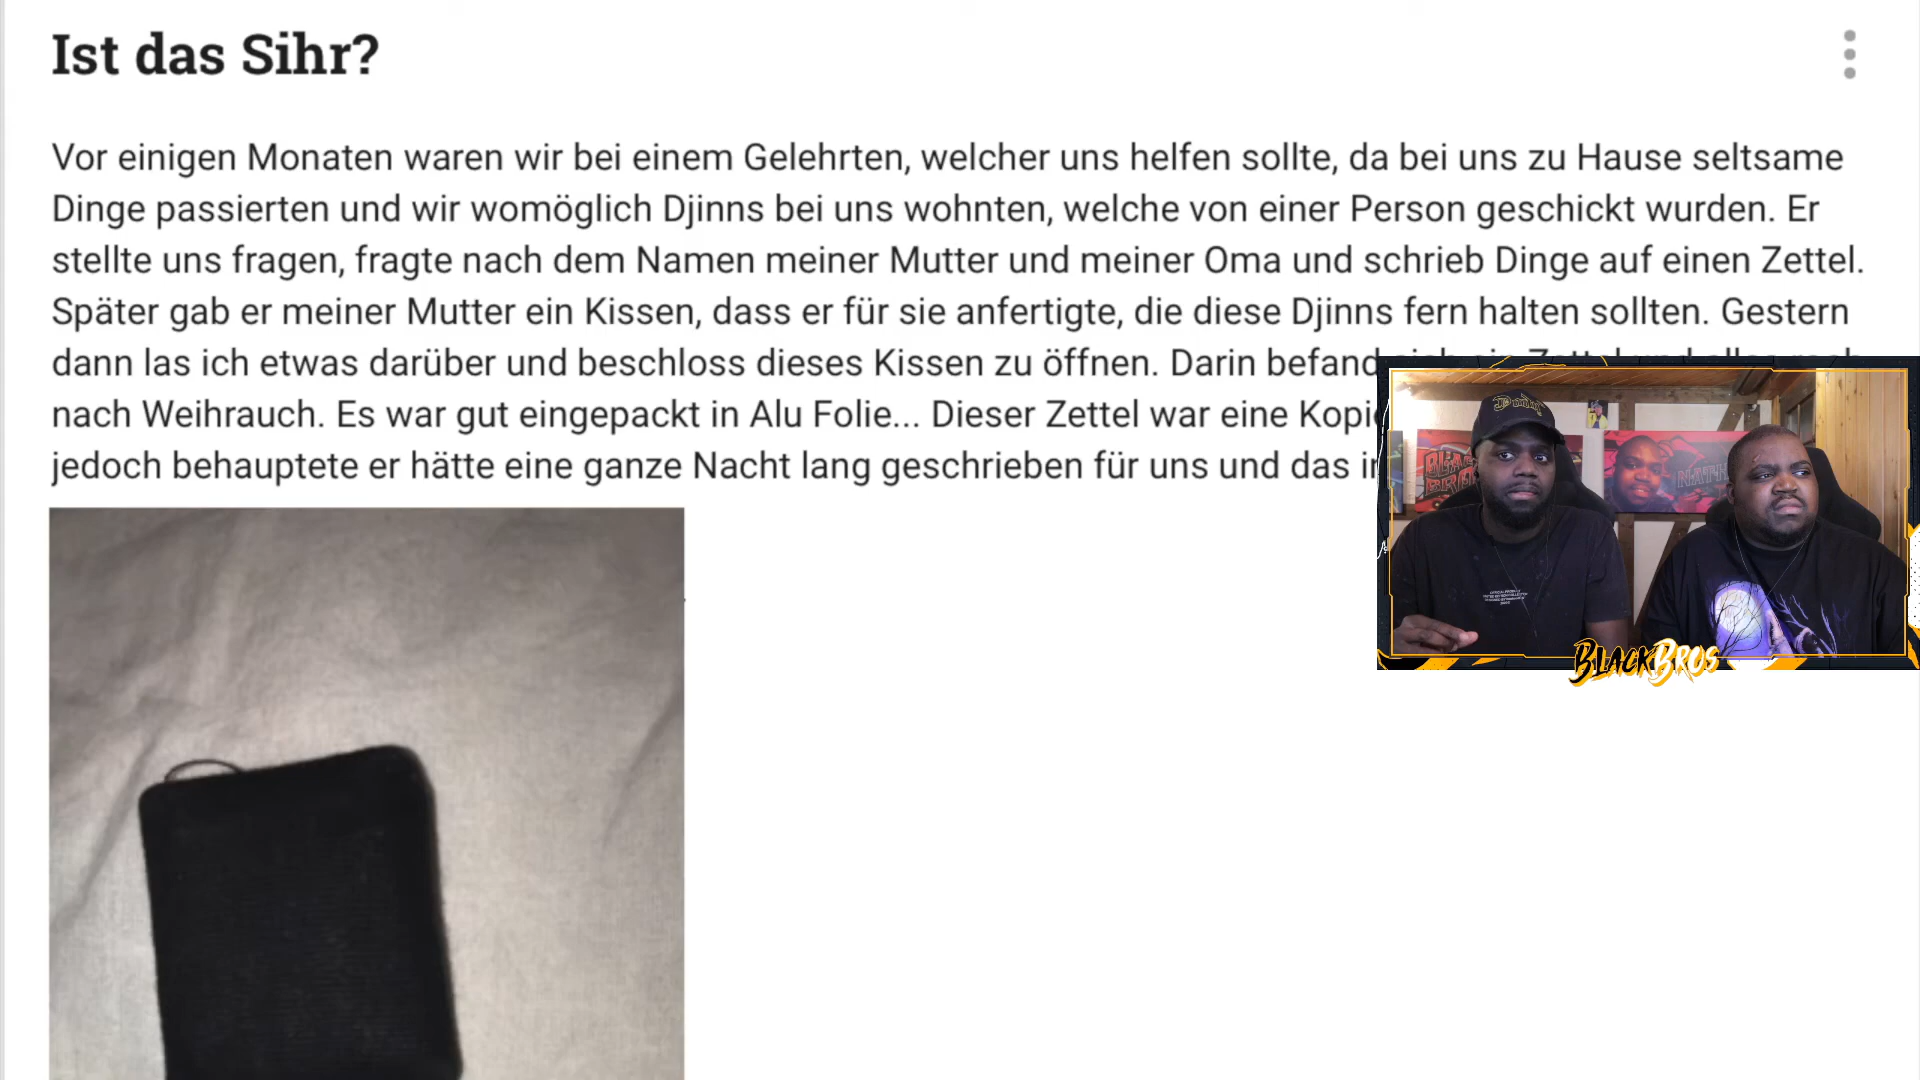 Ist das Sihr?
Vor einigen Monaten waren wir bei einem Gelehrten, welcher uns helfen sollte, da bei uns zu Hause seltsame
Dinge passierten und wir womöglich Djinns bei uns wohnten, welche von einer Person geschickt wurden. Er
stellte uns fragen, fragte nach dem Namen meiner Mutter und meiner Oma und schrieb Dinge auf einen Zettel.
Später gab er meiner Mutter ein Kissen, dass er für sie anfertigte, die diese Djinns fern halten sollten. Gestern
dann las ich etwas darüber und beschloss dieses Kissen zu öffnen. Darin befand
nach Weihrauch. Es war gut eingepackt in Alu Folie... Dieser Zettel war eine
jedoch behauptete er hätte eine ganze Nacht lang geschrieben für uns und das
BLACKBROS